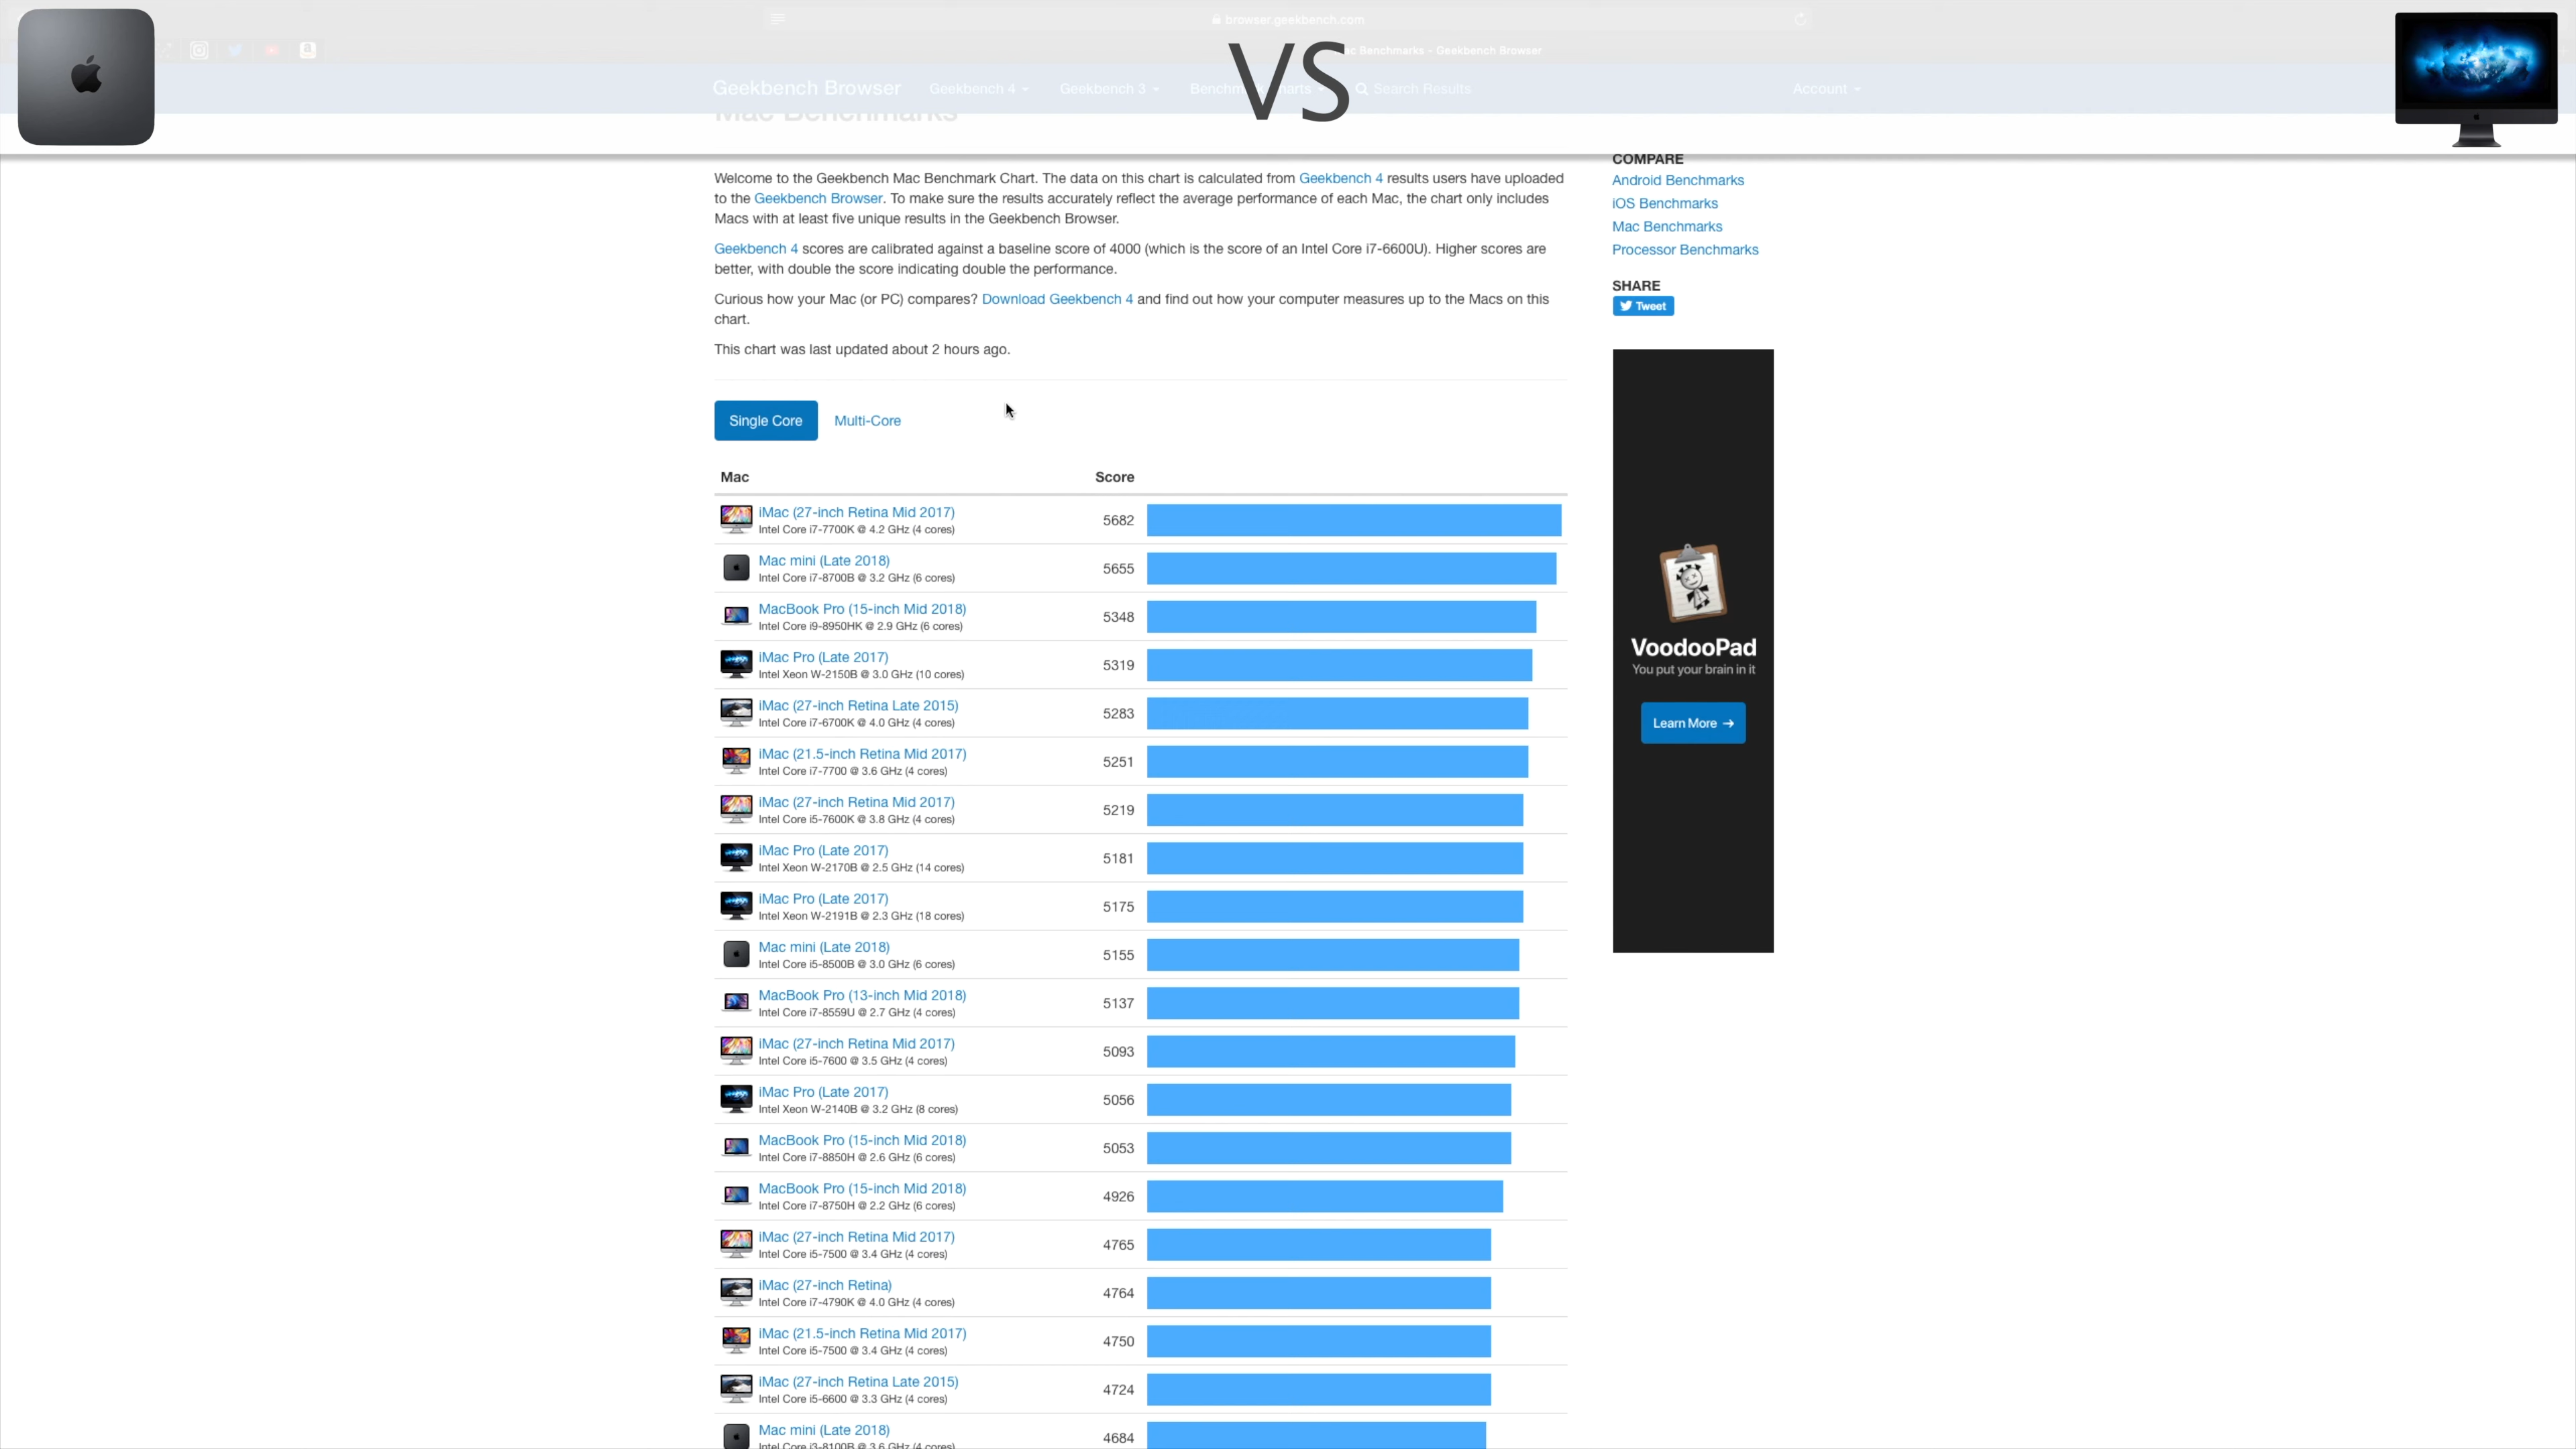 browser.geekbench.com
Mac Benchmarks - Geekbench Browser
VS
Geekbench Browser Geekbench 4 Geekbench 3 Search Results Account
Mac Benchmarks
Welcome to the Geekbench Mac Benchmark Chart. The data on this chart is calculated from Geekbench 4 results users have uploaded
to the Geekbench Browser. To make sure the results accurately reflect the average performance of each Mac, the chart only includes
Macs with at least five unique results in the Geekbench Browser.
Geekbench 4 scores are calibrated against a baseline score of 4000 (which is the score of an Intel Core i7-6600U). Higher scores are
better, with double the score indicating double the performance.
Curious how your Mac (or PC) compares? Download Geekbench 4 and find out how your computer measures up to the Macs on this
chart.
This chart was last updated about 2 hours ago.
Single Core Multi-Core
Mac Score
iMac (27-inch Retina Mid 2017)
Intel Core i7-7700K @ 4.2 GHz (4 cores)
5682
Mac mini (Late 2018)
Intel Core i7-8700B @ 3.2 GHz (6 cores)
5655
MacBook Pro (15-inch Mid 2018)
Intel Core i9-8950HK @ 2.9 GHz (6 cores)
5348
iMac Pro (Late 2017)
Intel Xeon W-2150B @ 3.0 GHz (10 cores)
5319
iMac (27-inch Retina Late 2015)
Intel Core i7-6700K @ 4.0 GHz (4 cores)
5283
iMac (21.5-inch Retina Mid 2017)
Intel Core i7-7700 @ 3.6 GHz (4 cores)
5251
iMac (27-inch Retina Mid 2017)
Intel Core i5-7600K @ 3.8 GHz (4 cores)
5219
iMac Pro (Late 2017)
Intel Xeon W-2170B @ 2.5 GHz (14 cores)
5181
iMac Pro (Late 2017)
Intel Xeon W-2191B @ 2.3 GHz (18 cores)
5175
Mac mini (Late 2018)
Intel Core i5-8500B @ 3.0 GHz (6 cores)
5155
MacBook Pro (13-inch Mid 2018)
Intel Core i7-8559U @ 2.7 GHz (4 cores)
5137
iMac (27-inch Retina Mid 2017)
Intel Core i5-7600 @ 3.5 GHz (4 cores)
5093
iMac Pro (Late 2017)
Intel Xeon W-2140B @ 3.2 GHz (8 cores)
5056
MacBook Pro (15-inch Mid 2018)
Intel Core i7-8850H @ 2.6 GHz (6 cores)
5053
MacBook Pro (15-inch Mid 2018)
Intel Core i7-8750H @ 2.2 GHz (6 cores)
4926
iMac (27-inch Retina Mid 2017)
Intel Core i5-7500 @ 3.4 GHz (4 cores)
4765
iMac (27-inch Retina)
Intel Core i7-4790K @ 4.0 GHz (4 cores)
4764
iMac (21.5-inch Retina Mid 2017)
Intel Core i5-7500 @ 3.4 GHz (4 cores)
4750
iMac (27-inch Retina Late 2015)
Intel Core i5-6600 @ 3.3 GHz (4 cores)
4724
Mac mini (Late 2018)
Intel Core i3-8100B @ 3.6 GHz (4 cores)
4684
COMPARE
Android Benchmarks
iOS Benchmarks
Mac Benchmarks
Processor Benchmarks
SHARE
Tweet
VoodooPad
You put your brain in it
Learn More →